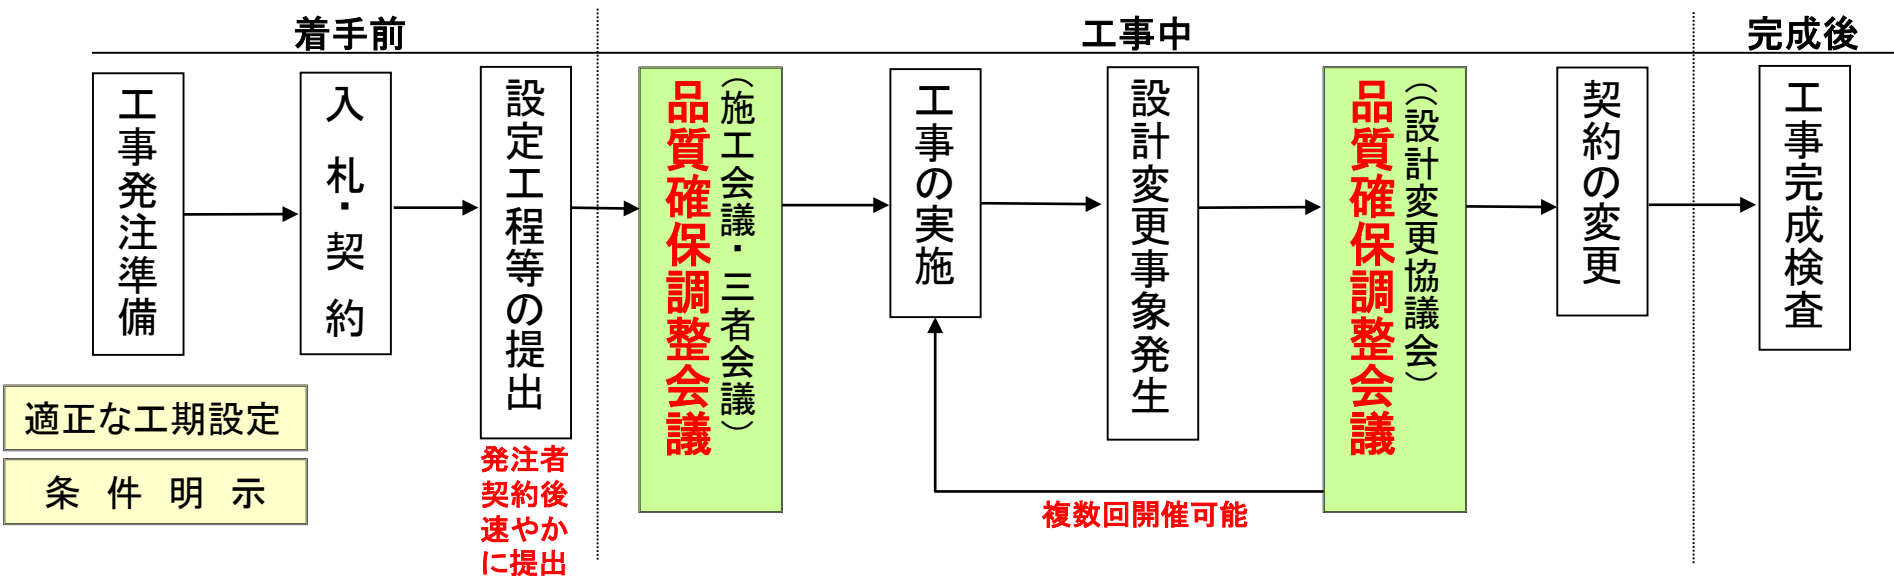 着手前
工事中
完成後
工事発注準備
入札・契約
設定工程等の提出
品質確保調整会議
（施工会議・三者会議）
工事の実施
設計変更事象発生
品質確保調整会議
（（設計変更協議会）
契約の変更
工事完成検査
適正な工期設定
条件明示
発注者
契約後
速やか
に提出
複数回開催可能